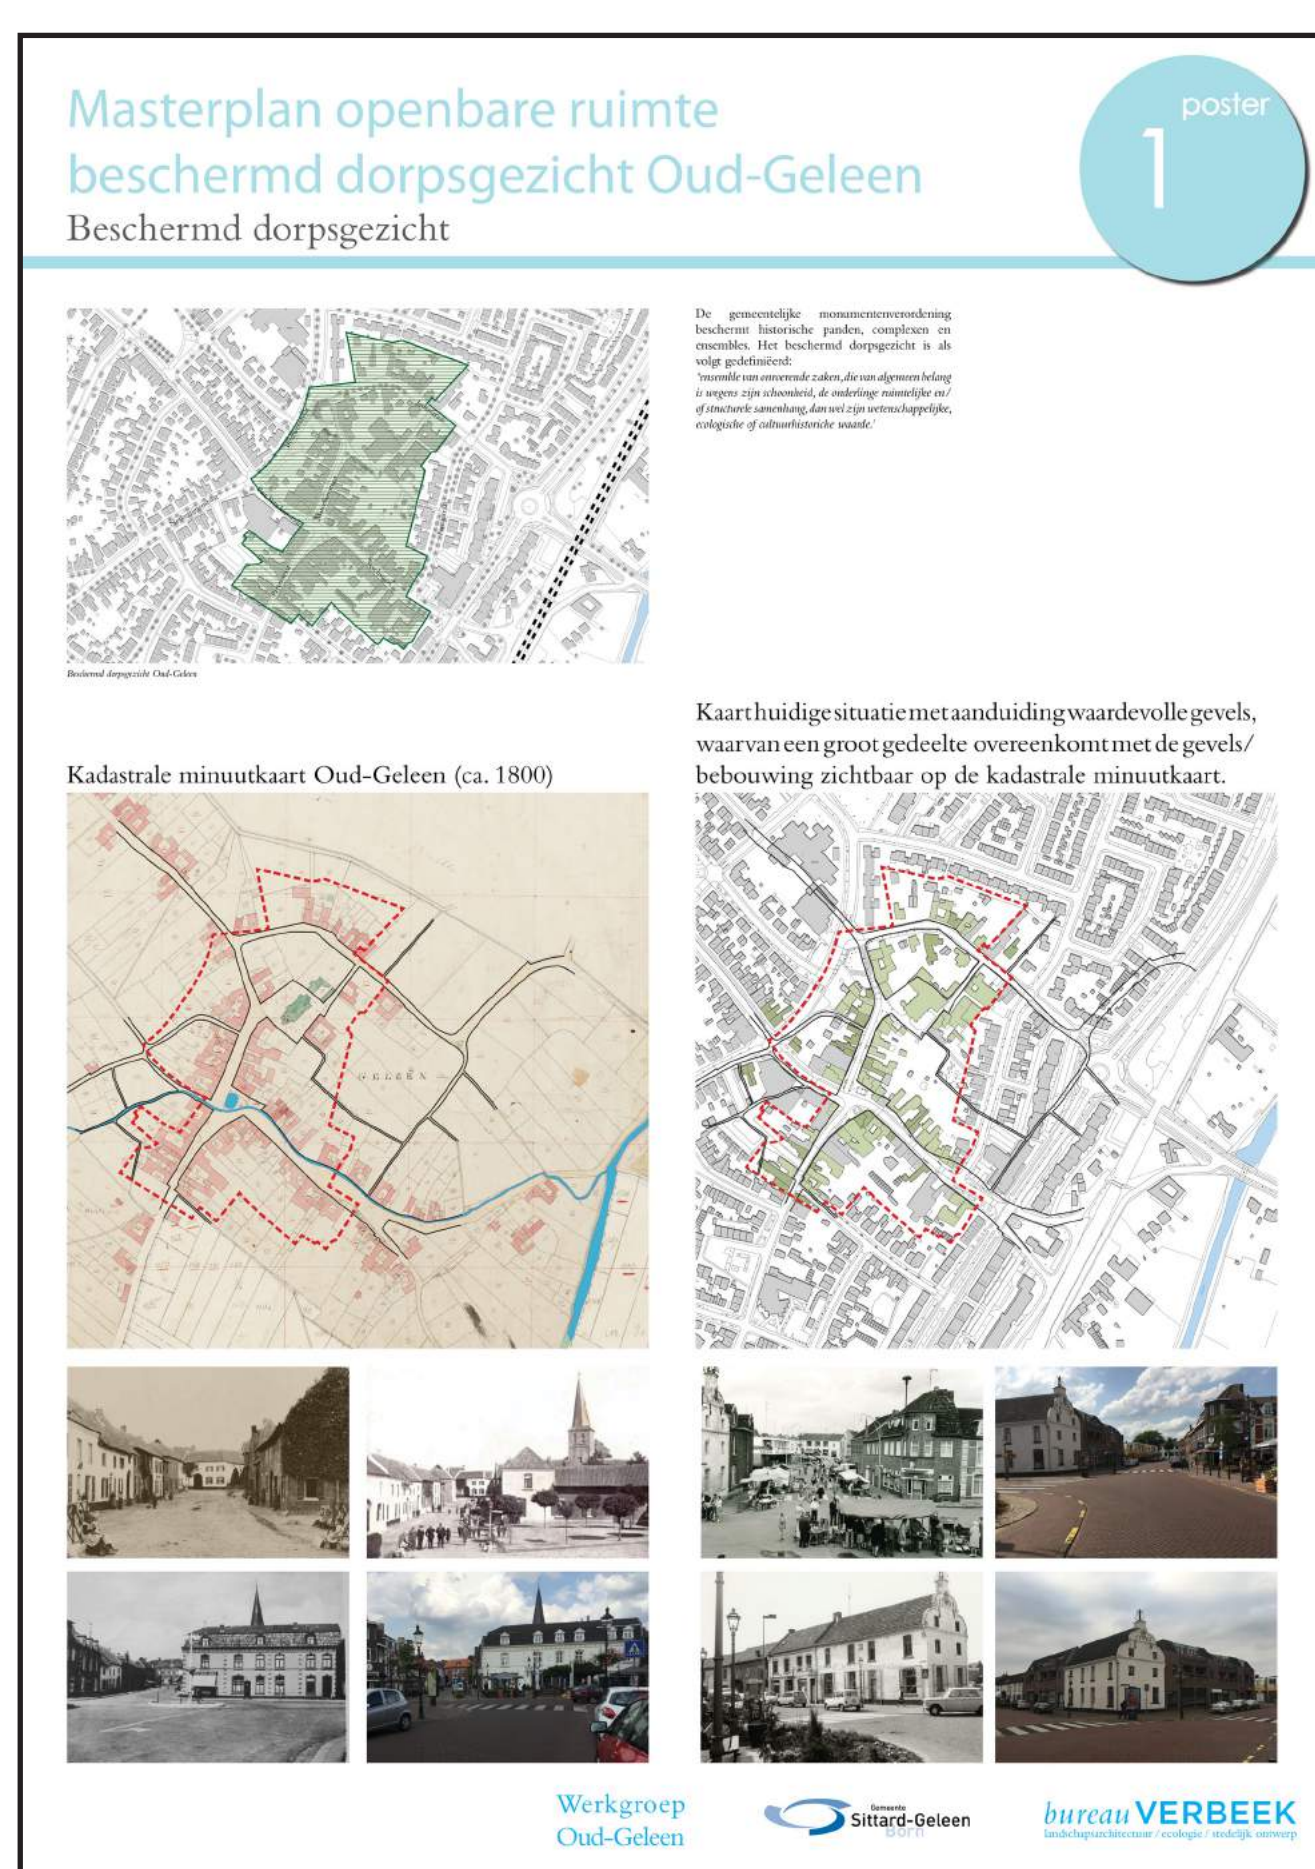 Masterplan openbare ruimte
beschermd dorpsgezicht Oud-Geleen
Beschermd dorpsgezicht
poster
1
De gemeentelijke monumentenverordening
beschermt historische panden, complexen en
ensembles. Het beschermd dorpsgezicht is als
volgt gedefiniëerd:
'ensemble van onroerende zaken, die van algemeen belang
is wegens zijn schoonheid, de onderlinge ruimtelijke en/
of structurele samenhang, dan wel zijn wetenschappelijke,
ecologische of cultuurhistoriche waarde.'
Beschermd dorpsgezicht Oud-Geleen
Kadastrale minuutkaart Oud-Geleen (ca. 1800)
Kaart huidige situatie met aanduiding waardevolle gevels,
waarvan een groot gedeelte overeenkomt met de gevels/
bebouwing zichtbaar op de kadastrale minuutkaart.
GELEEN
Werkgroep
Oud-Geleen
Gemeente
Sittard-Geleen
Born
bureau VERBEEK
landschapsarchitectuur / ecologie / stedelijk ontwerp